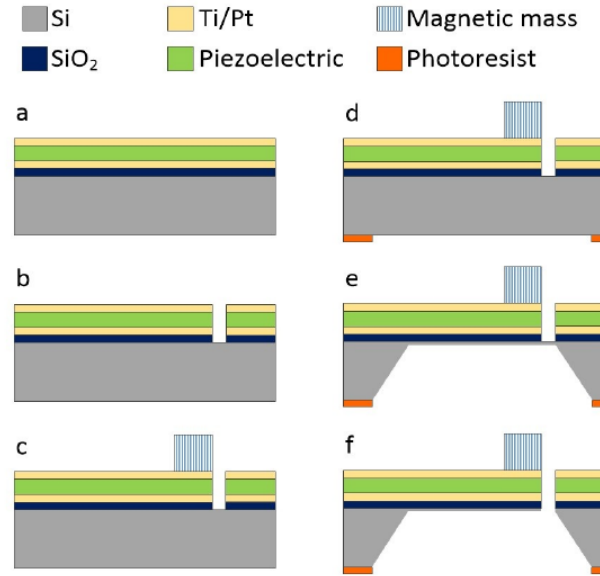 Si Ti/Pt Magnetic mass
SiO₂ Piezoelectric Photoresist
a d
b e
c f